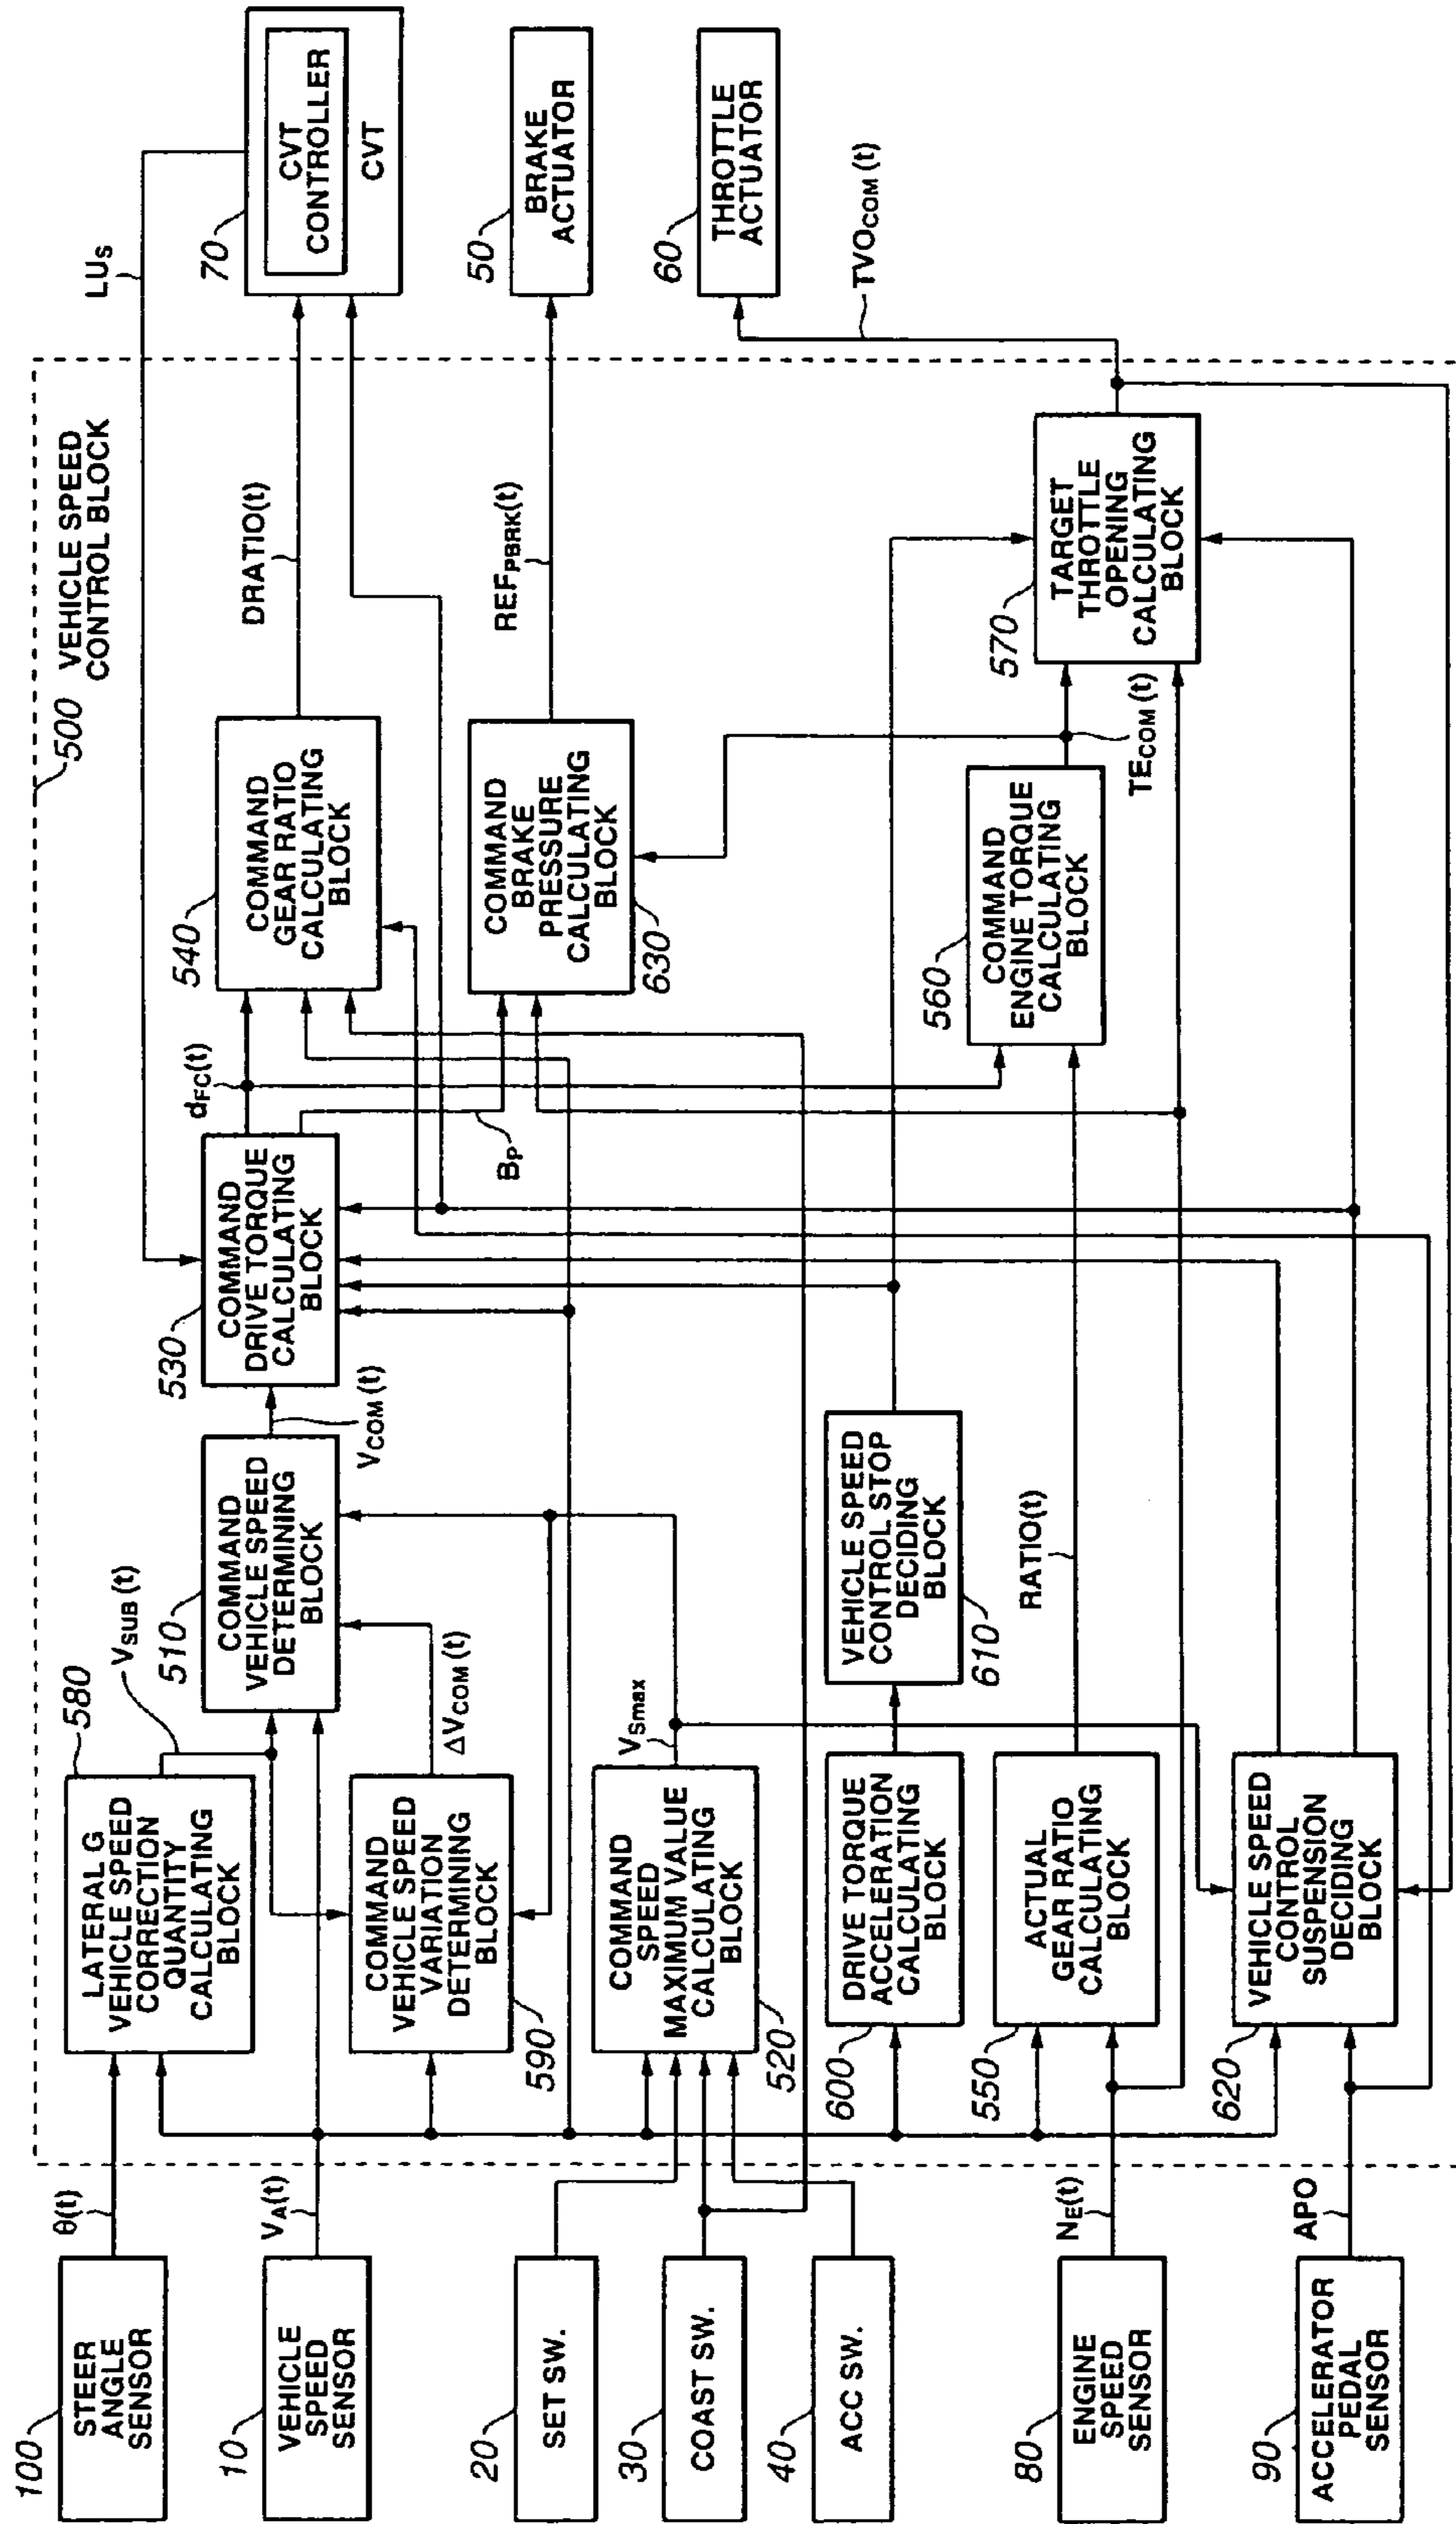 500
VEHICLE SPEED
CONTROL BLOCK
100
STEER
ANGLE
SENSOR
θ(t)
10
VEHICLE
SPEED
SENSOR
VA(t)
20
SET SW.
30
COAST SW.
40
ACC SW.
80
ENGINE
SPEED
SENSOR
NE(t)
90
ACCELERATOR
PEDAL
SENSOR
APO
580
LATERAL G
VEHICLE SPEED
CORRECTION
QUANTITY
CALCULATING
BLOCK
VSUB(t)
590
COMMAND
VEHICLE SPEED
VARIATION
DETERMINING
BLOCK
ΔVCOM(t)
520
COMMAND
SPEED
MAXIMUM VALUE
CALCULATING
BLOCK
VSmax
600
DRIVE TORQUE
ACCELERATION
CALCULATING
BLOCK
550
ACTUAL
GEAR RATIO
CALCULATING
BLOCK
RATIO(t)
620
VEHICLE SPEED
CONTROL
SUSPENSION
DECIDING
BLOCK
510
COMMAND
VEHICLE SPEED
DETERMINING
BLOCK
VCOM(t)
610
VEHICLE SPEED
CONTROL STOP
DECIDING
BLOCK
530
COMMAND
DRIVE TORQUE
CALCULATING
BLOCK
dFC(t)
BP
540
COMMAND
GEAR RATIO
CALCULATING
BLOCK
DRATIO(t)
630
COMMAND
BRAKE
PRESSURE
CALCULATING
BLOCK
REFPBRK(t)
560
COMMAND
ENGINE TORQUE
CALCULATING
BLOCK
TECOM(t)
570
TARGET
THROTTLE
OPENING
CALCULATING
BLOCK
TVOCOM(t)
LUS
70
CVT
CONTROLLER
CVT
50
BRAKE
ACTUATOR
60
THROTTLE
ACTUATOR